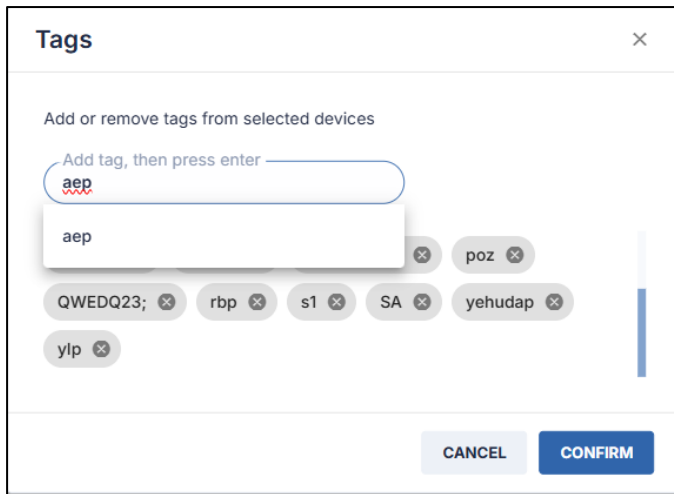 Tags
Add or remove tags from selected devices
Add tag, then press enter
aep
aep
poz
QWEDQ23; rbp s1 SA yehudap
ylp
CANCEL CONFIRM